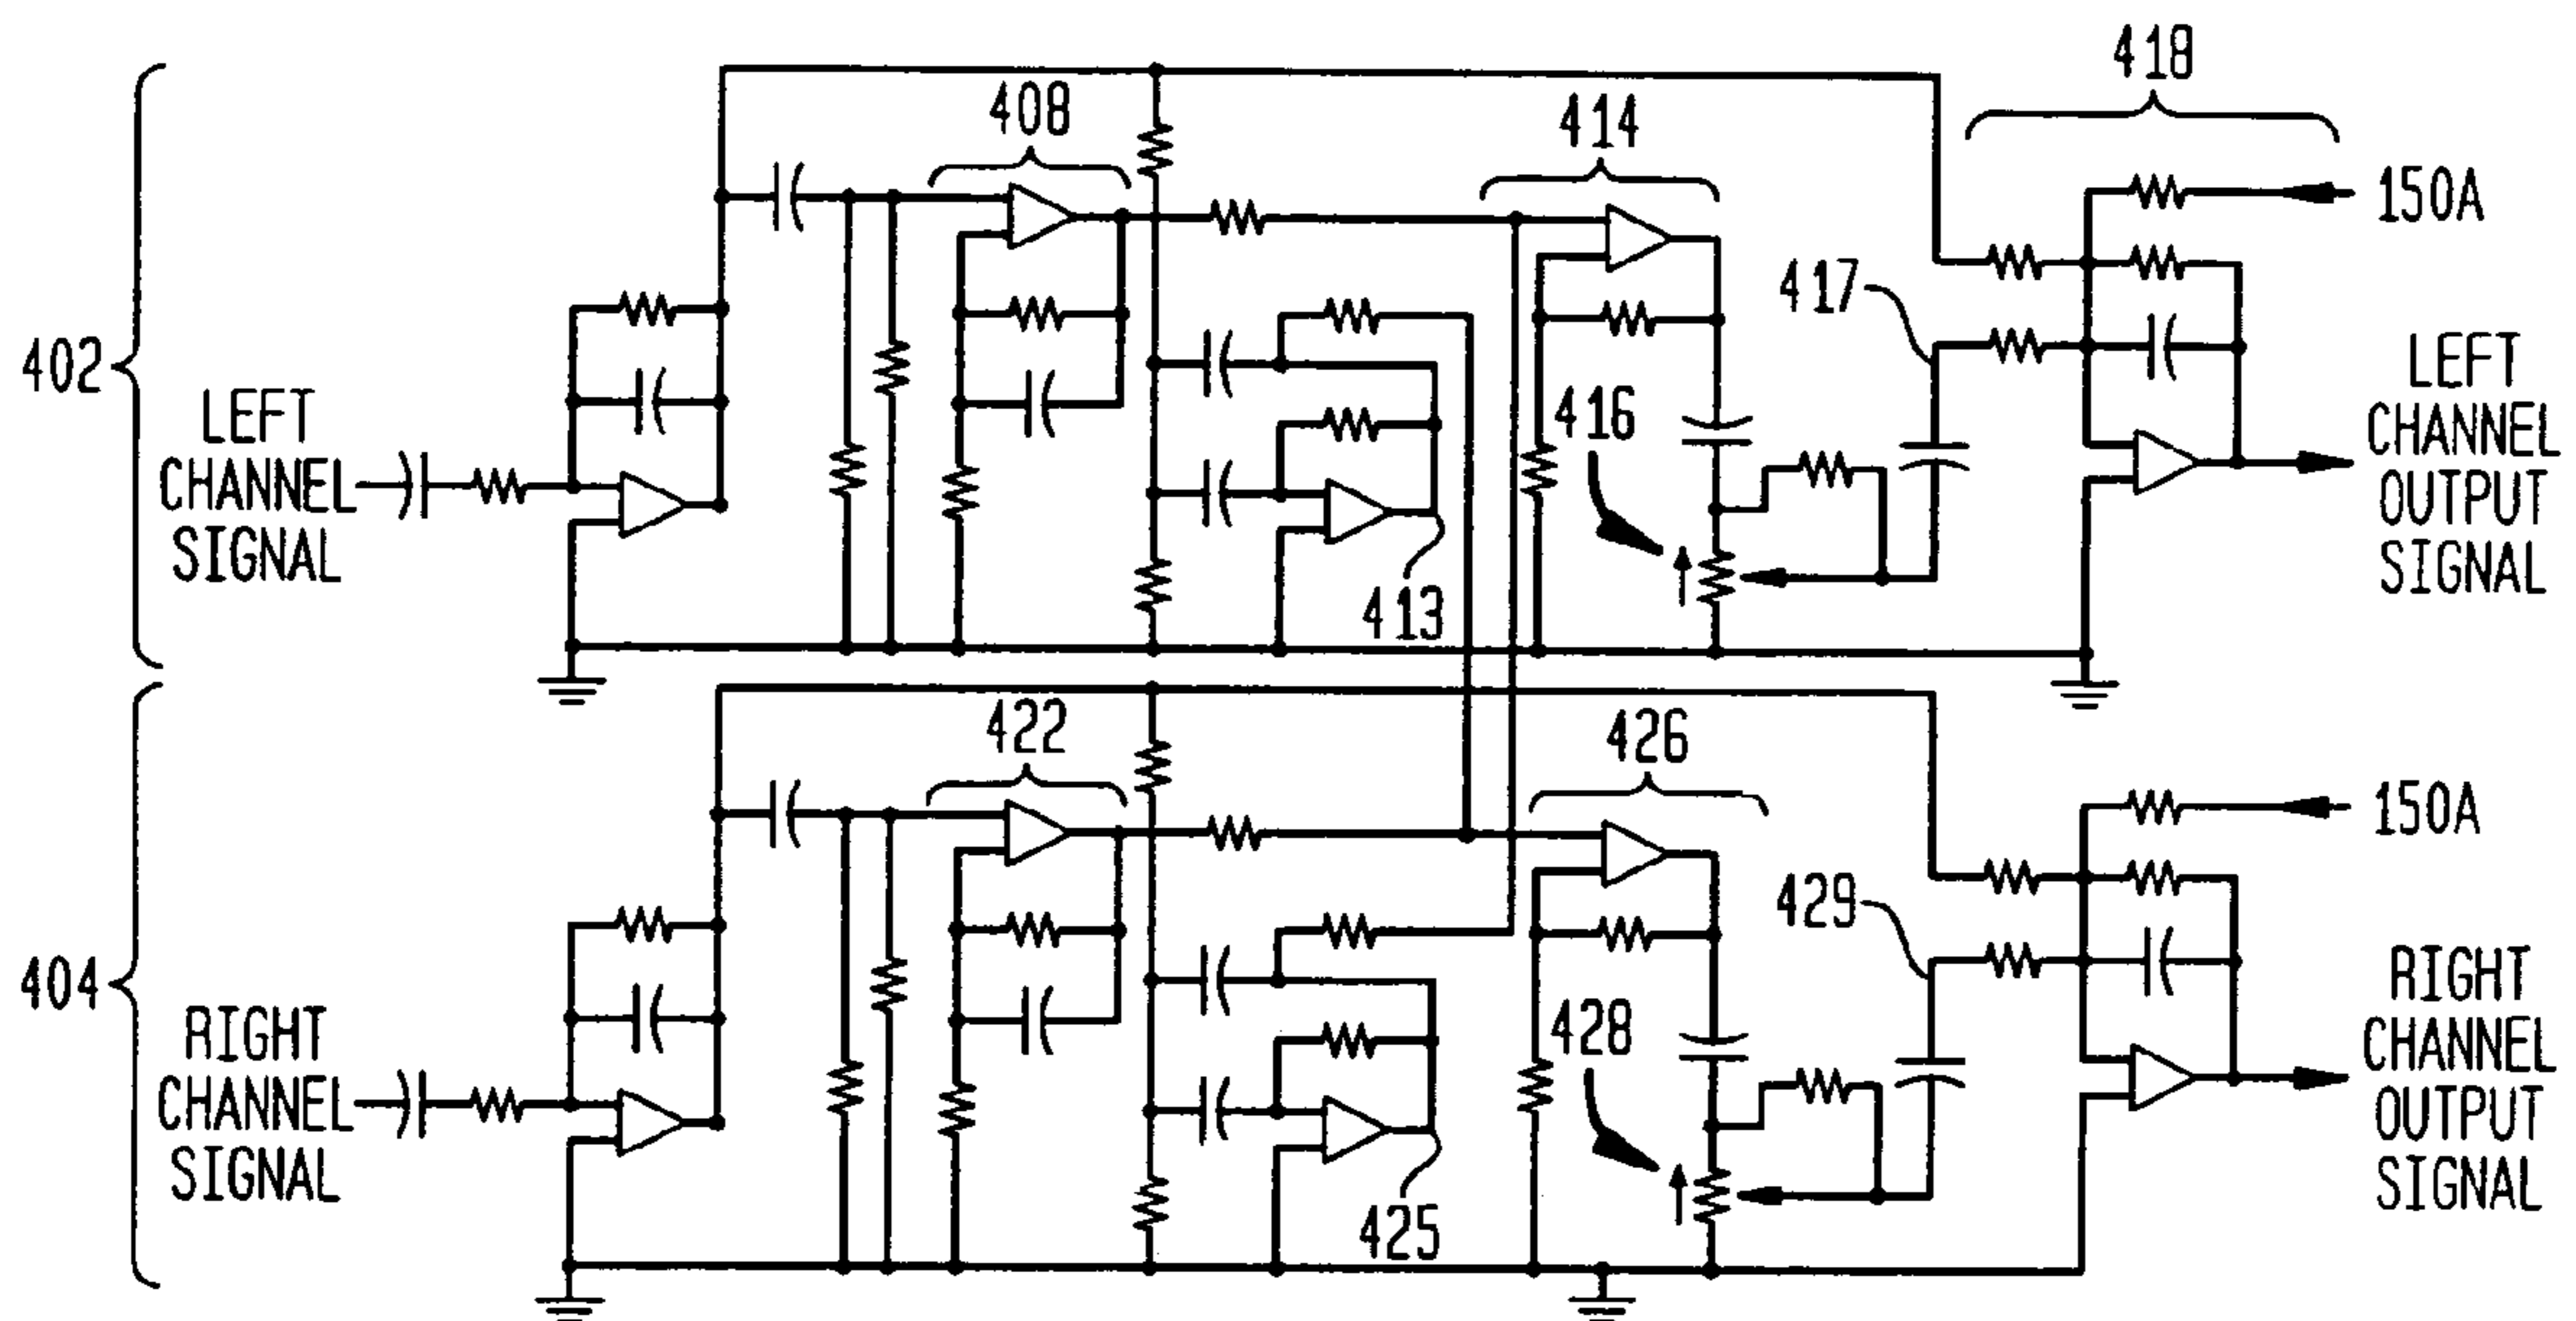 418
408
414
150A
417
402
LEFT
CHANNEL
SIGNAL
416
LEFT
CHANNEL
OUTPUT
SIGNAL
413
422
426
150A
429
404
RIGHT
CHANNEL
SIGNAL
428
RIGHT
CHANNEL
OUTPUT
SIGNAL
425